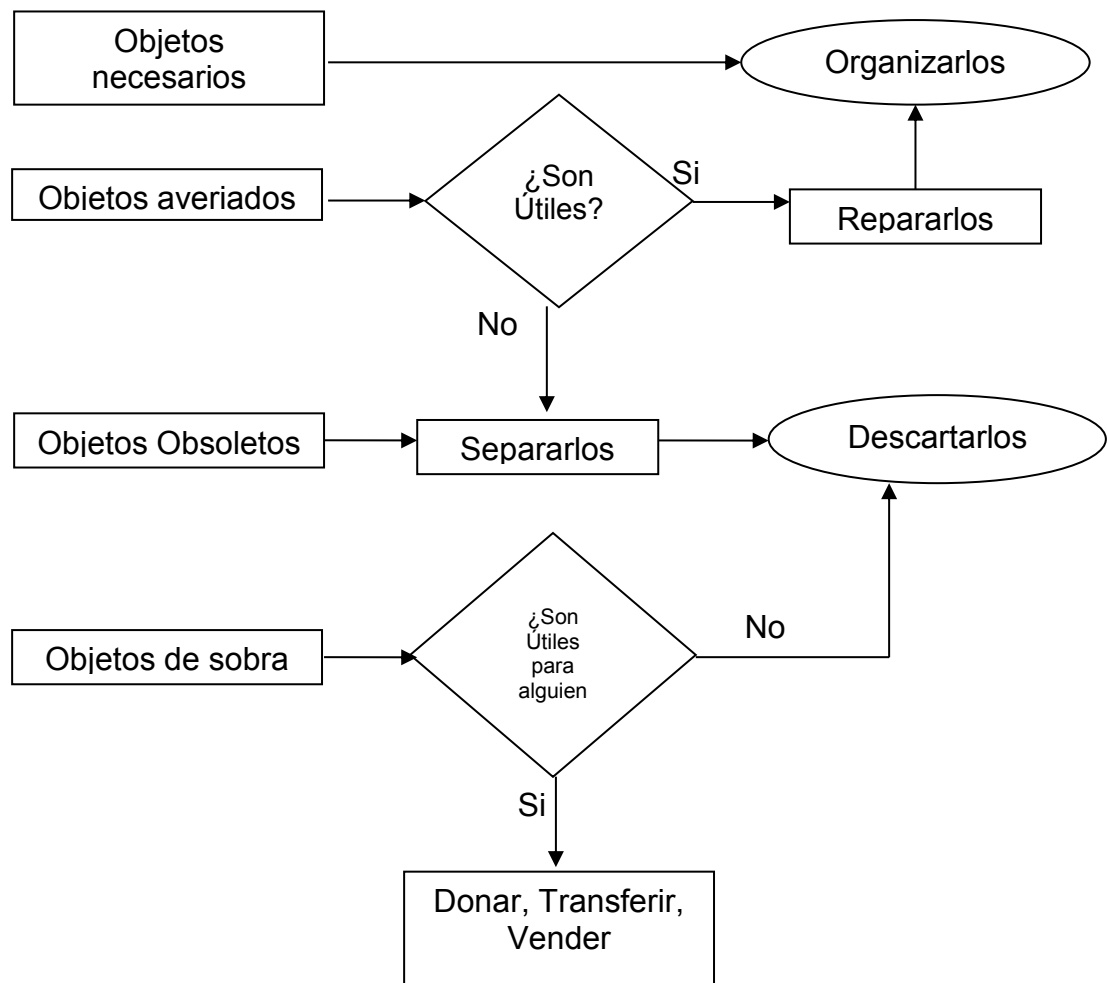 Objetos
necesarios
Organizarlos
Objetos averiados
¿Son
Útiles?
Si
Repararlos
No
Objetos Obsoletos
Separarlos
Descartarlos
Objetos de sobra
¿Son
Útiles
para
alguien
No
Si
Donar, Transferir,
Vender